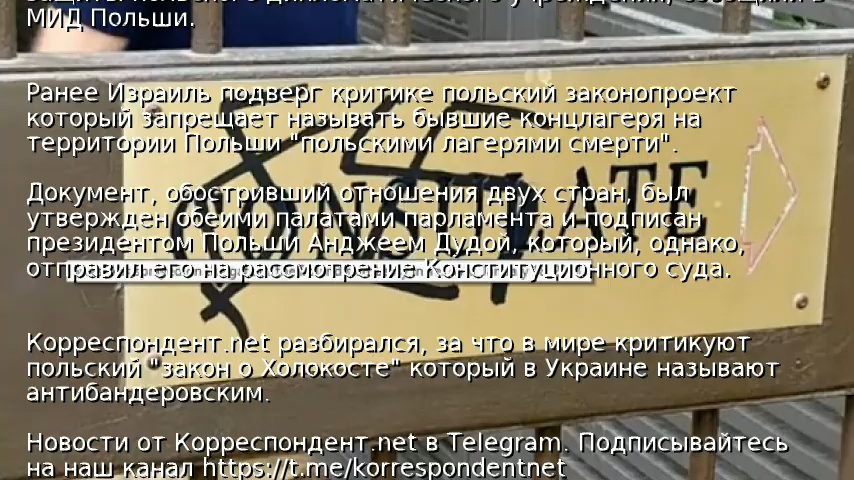 МИД Польши.
Ранее Израиль подверг критике польский законопроект
который запрещает называть бывшие концлагеря на
территории Польши "польскими лагерями смерти".
Документ, обостривший отношения двух стран, был
утвержден обеими палатами парламента и подписан
президентом Польши Анджеем Дудой, который, однако,
отправил его на рассмотрение Конституционного суда.
Корреспондент.net разбирался, за что в мире критикуют
польский "закон о Холокосте" который в Украине называют
антибандеровским.
Новости от Корреспондент.net в Telegram. Подписывайтесь
на наш канал https://t.me/korrespondentnet